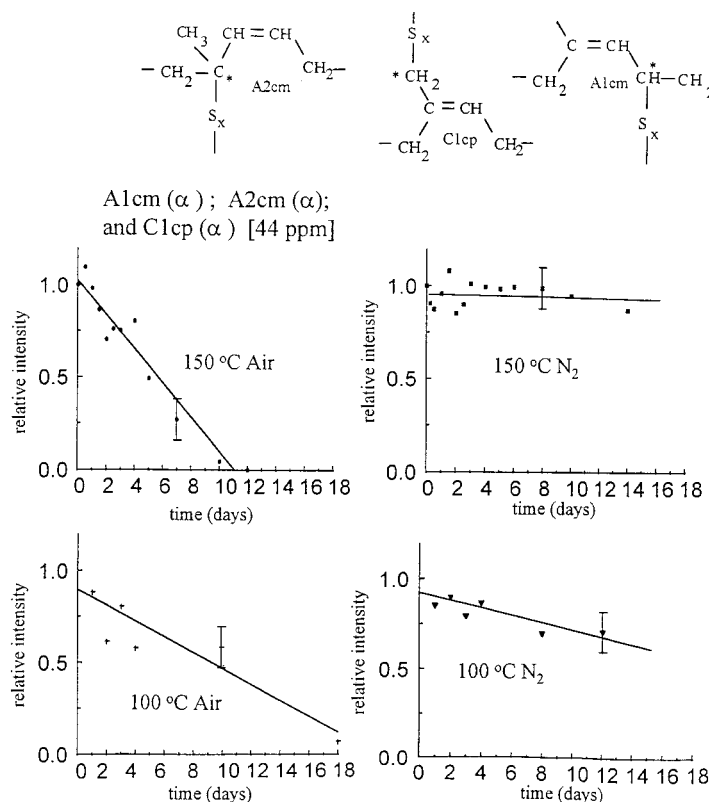 CH₃ CH=CH
—CH₂ C* A2cm CH₂—
Sₓ
Sₓ
*CH₂
C=CH
—CH₂ C1cp CH₂—
C=CH
—CH₂ A1cm CH*—CH₂
Sₓ
A1cm (α) ; A2cm (α);
and C1cp (α) [44 ppm]
relative intensity
1.0
0.5
0.0
150 °C Air
0 2 4 6 8 10 12 14 16 18
time (days)
relative intensity
1.0
0.5
0.0
150 °C N₂
0 2 4 6 8 10 12 14 16 18
time (days)
relative intensity
1.0
0.5
0.0
100 °C Air
0 2 4 6 8 10 12 14 16 18
time (days)
relative intensity
1.0
0.5
0.0
100 °C N₂
0 2 4 6 8 10 12 14 16 18
time (days)